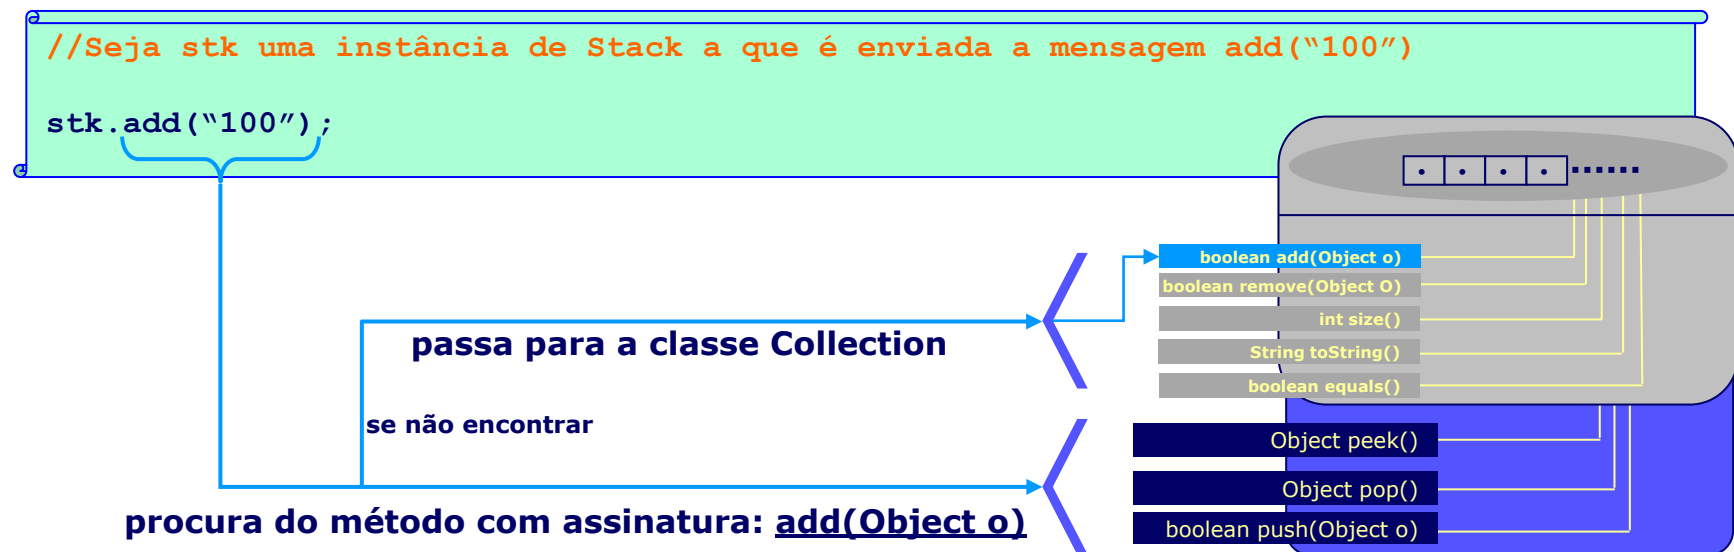 //Seja stk uma instância de Stack a que é enviada a mensagem add(“100”)
stk.add(“100”);
boolean add(Object o)
boolean remove(Object O)
int size()
String toString()
boolean equals()
passa para a classe Collection
se não encontrar
Object peek()
Object pop()
boolean push(Object o)
procura do método com assinatura: add(Object o)